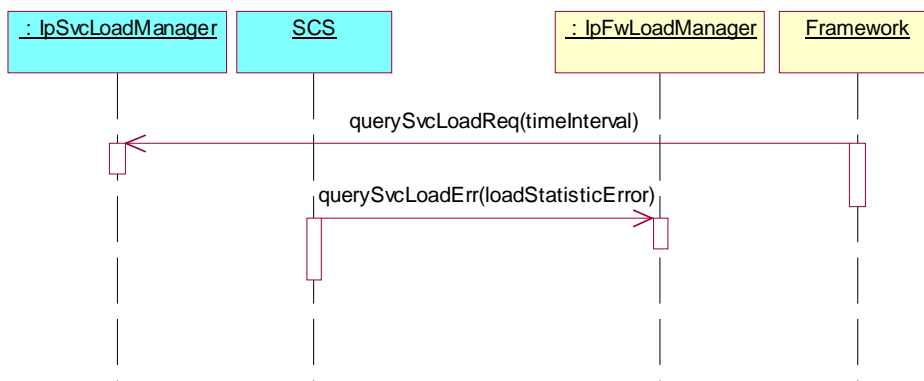 : IpSvcLoadManager
SCS
: IpFwLoadManager
Framework
querySvcLoadReq(timeInterval)
querySvcLoadErr(loadStatisticError)